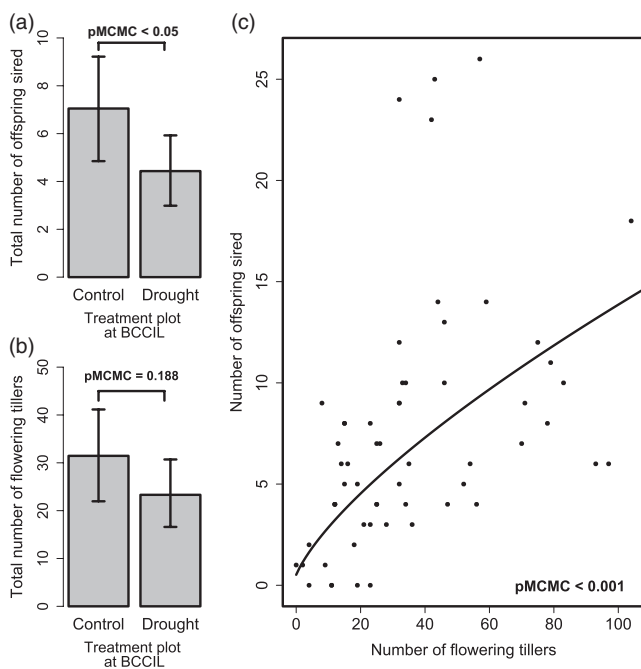 (a)
pMCMC < 0.05
Total number of offspring sired
0 2 4 6 8 10
Control Drought
Treatment plot
at BCCIL
(b)
pMCMC = 0.188
Total number of flowering tillers
0 10 20 30 40 50
Control Drought
Treatment plot
at BCCIL
(c)
Number of offspring sired
0 5 10 15 20 25
pMCMC < 0.001
0 20 40 60 80 100
Number of flowering tillers